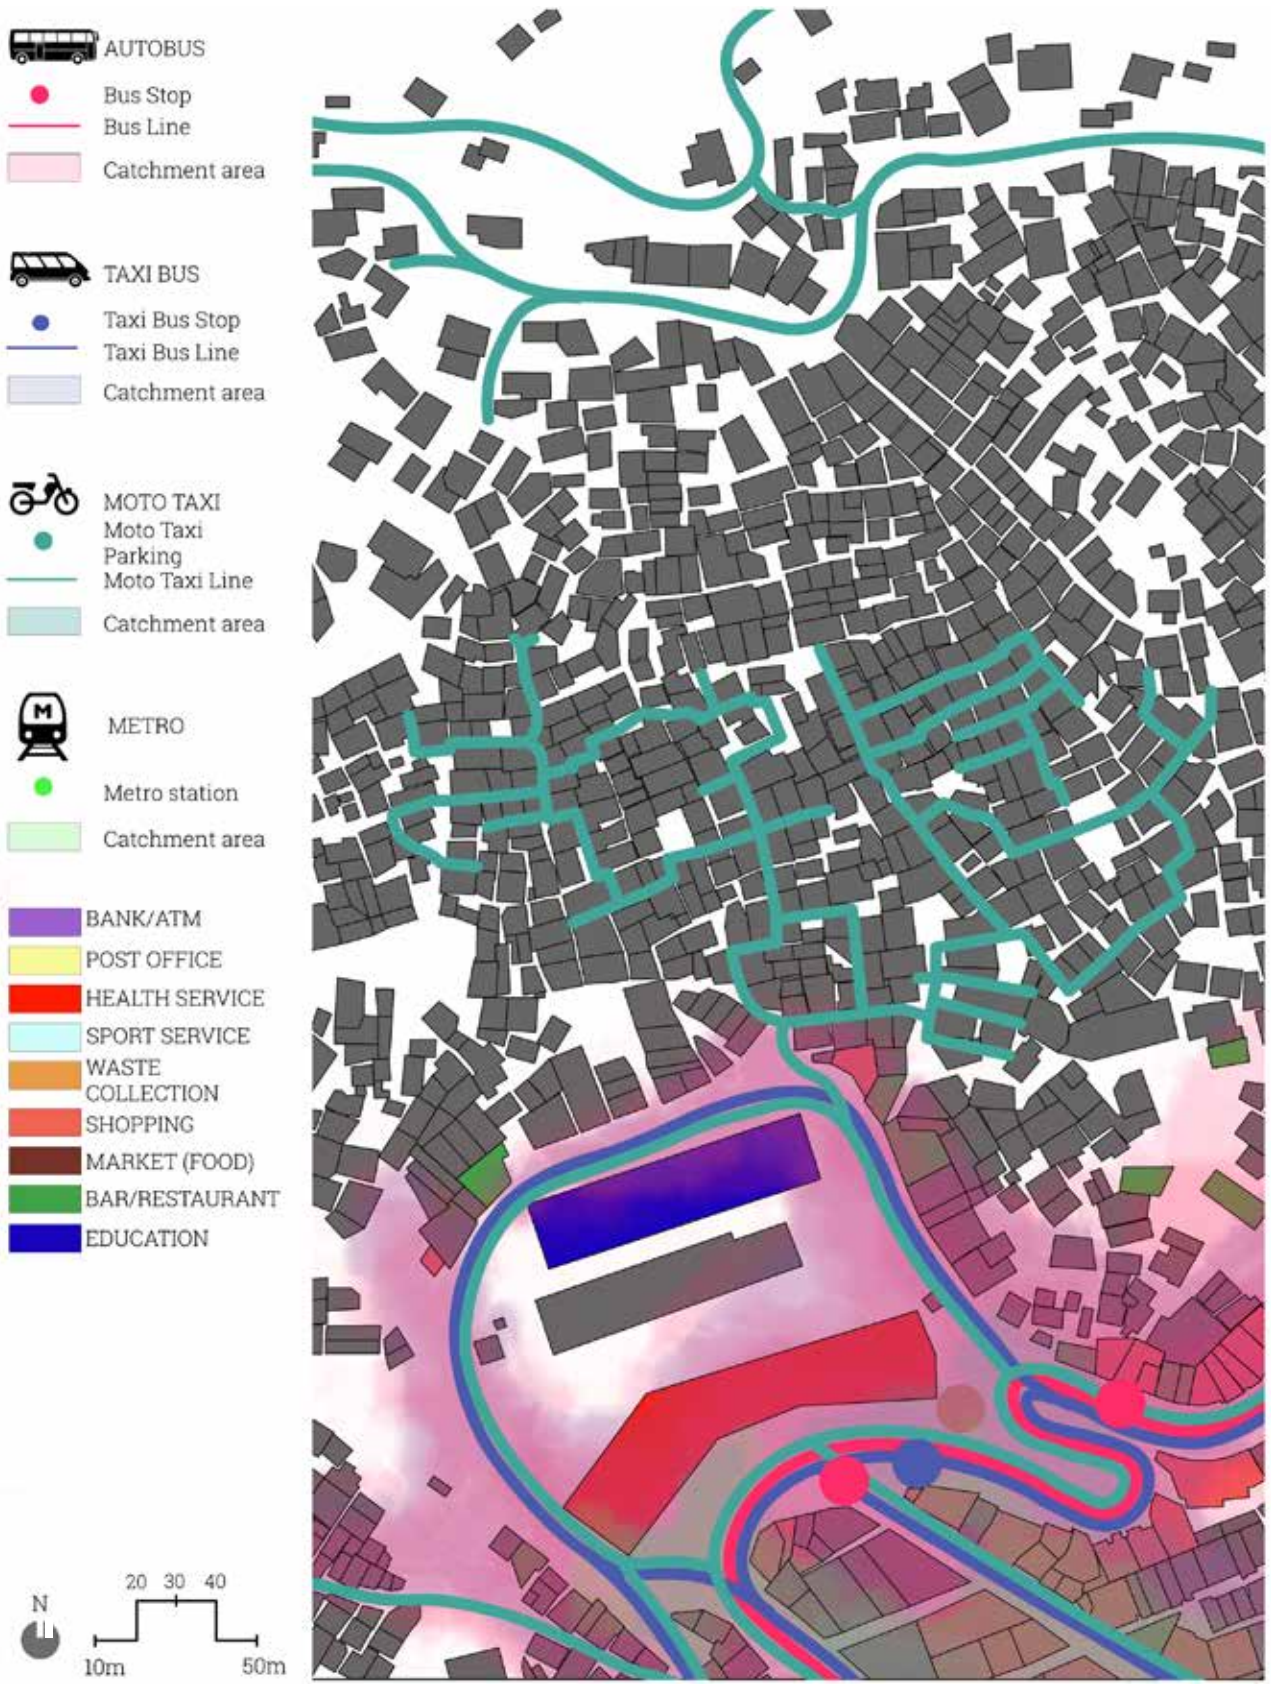 AUTOBUS
Bus Stop
Bus Line
Catchment area
TAXI BUS
Taxi Bus Stop
Taxi Bus Line
Catchment area
MOTO TAXI
Moto Taxi
Parking
Moto Taxi Line
Catchment area
M
METRO
Metro station
Catchment area
BANK/ATM
POST OFFICE
HEALTH SERVICE
SPORT SERVICE
WASTE
COLLECTION
SHOPPING
MARKET (FOOD)
BAR/RESTAURANT
EDUCATION
20 30 40
N
10m 50m